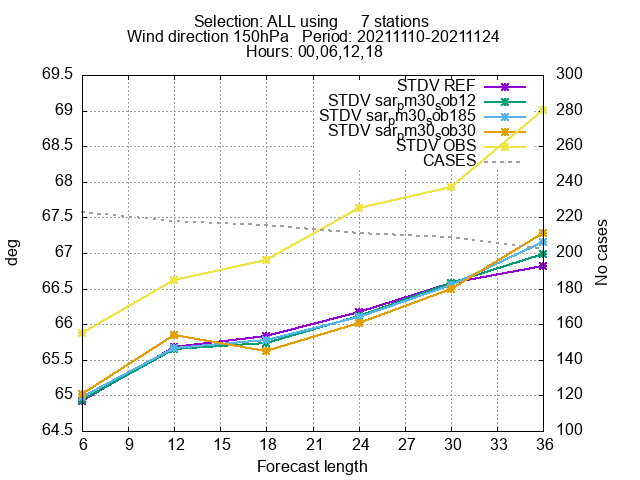 Selection: ALL using 7 stations
Wind direction 150hPa Period: 20211110-20211124
Hours: 00,06,12,18
69.5 300
STDV REF
69 280
STDV sar_pm30_sob12
STDV sar_pm30_sob185
STDV sar_pm30_sob30
68.5 STDV OBS 260
CASES
68 240
67.5 220
67 200
66.5 180
66 160
65.5 140
65 120
64.5 100
deg
No cases
6 9 12 15 18 21 24 27 30 33 36
Forecast length